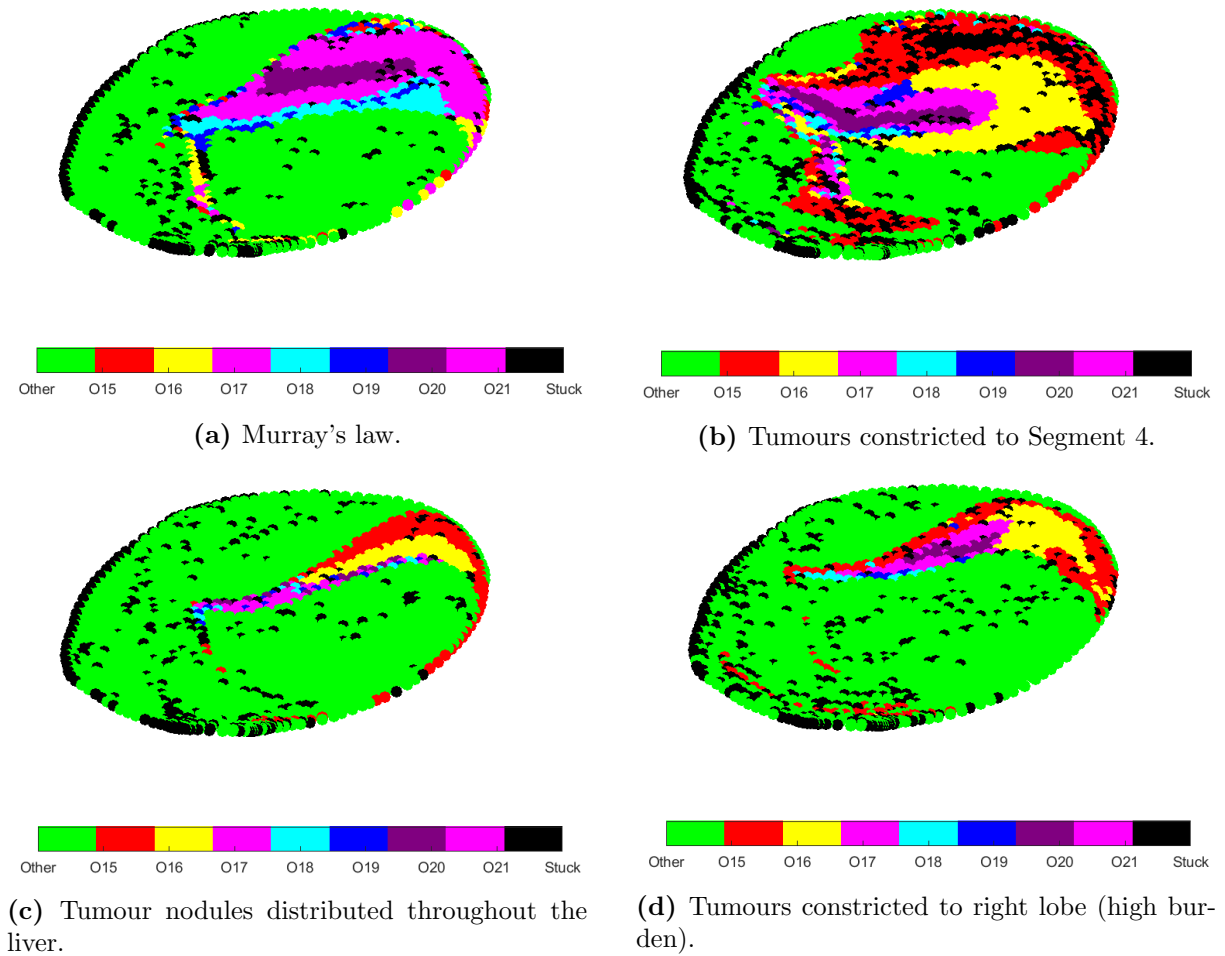 Other O15 O16 O17 O18 O19 O20 O21 Stuck
(a) Murray's law.
Other O15 O16 O17 O18 O19 O20 O21 Stuck
(b) Tumours constricted to Segment 4.
Other O15 O16 O17 O18 O19 O20 O21 Stuck
(c) Tumour nodules distributed throughout the
liver.
Other O15 O16 O17 O18 O19 O20 O21 Stuck
(d) Tumours constricted to right lobe (high bur-
den).